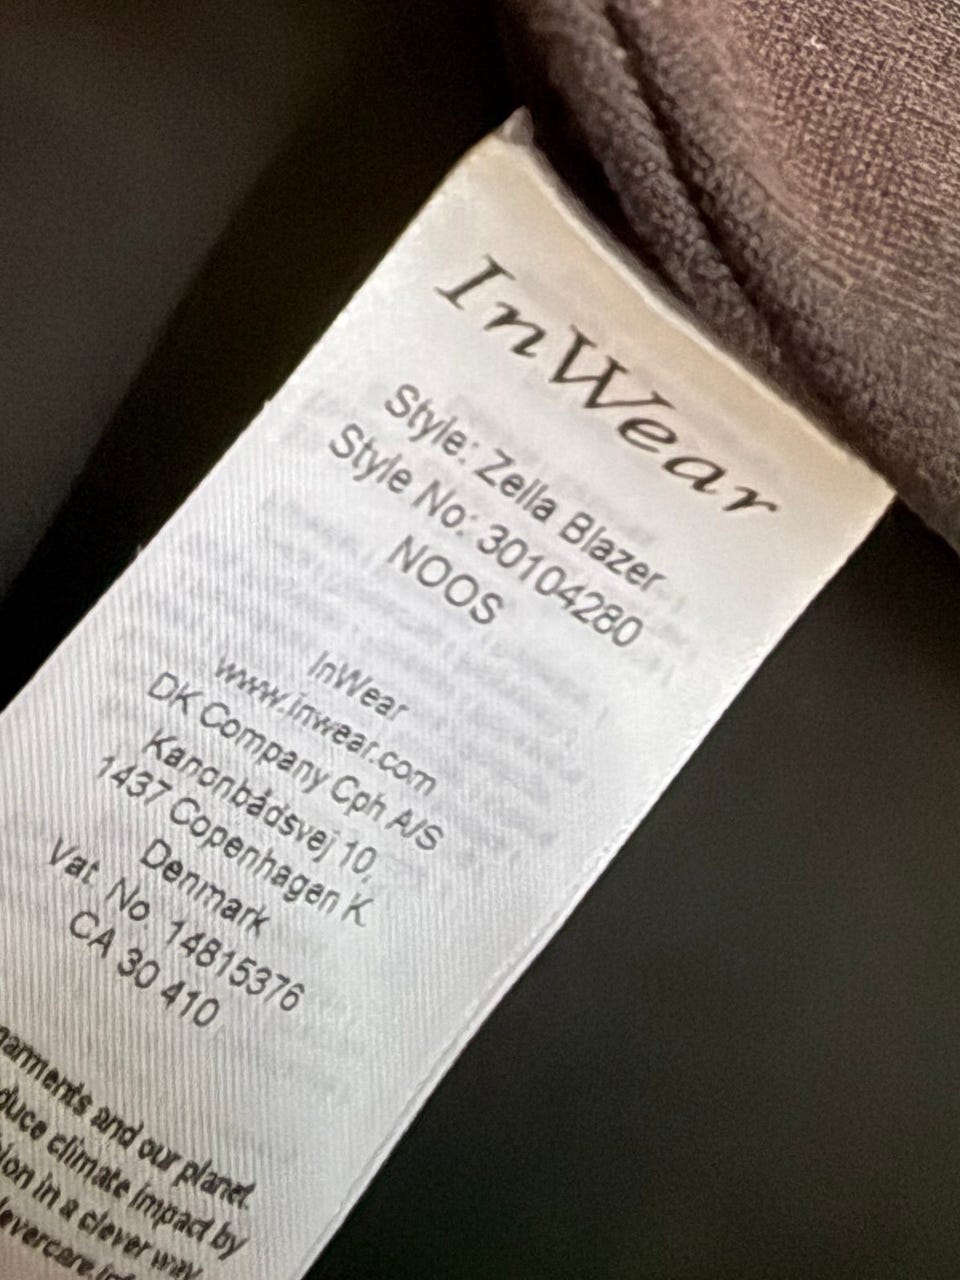 InWear
Style: Zella Blazer
Style No: 30104280
NOOS
InWear
www.inwear.com
DK Company Cph A/S
Kanonbådsvej 10,
1437 Copenhagen K
Denmark
Vat. No. 14815376
CA 30 410
garments and our planet.
duce climate impact by
in a clever way
levercare.info